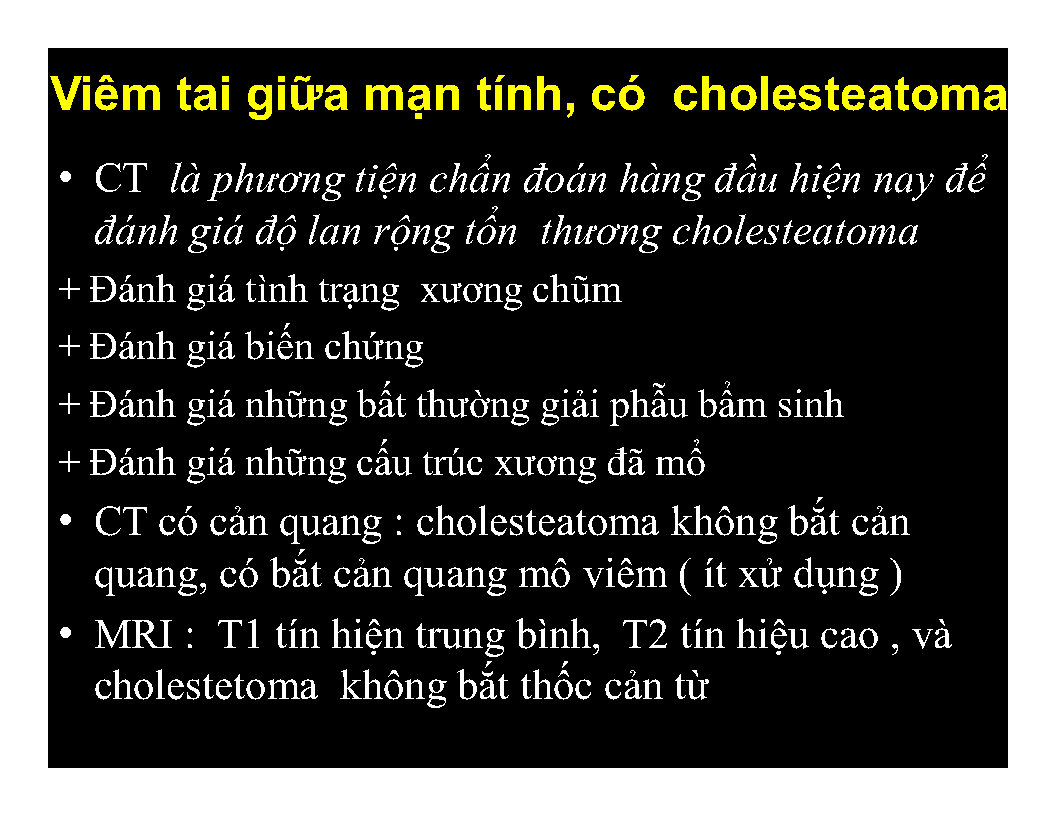 Viêm tai giữa mạn tính, có cholesteatoma
• CT là phương tiện chẩn đoán hàng đầu hiện nay để
đánh giá độ lan rộng tổn thương cholesteatoma
+ Đánh giá tình trạng xương chũm
+ Đánh giá biến chứng
+ Đánh giá những bất thường giải phẫu bẩm sinh
+ Đánh giá những cấu trúc xương đã mổ
• CT có cản quang : cholesteatoma không bắt cản
quang, có bắt cản quang mô viêm ( ít xử dụng )
• MRI : T1 tín hiện trung bình, T2 tín hiệu cao , và
cholestetoma không bắt thốc cản từ